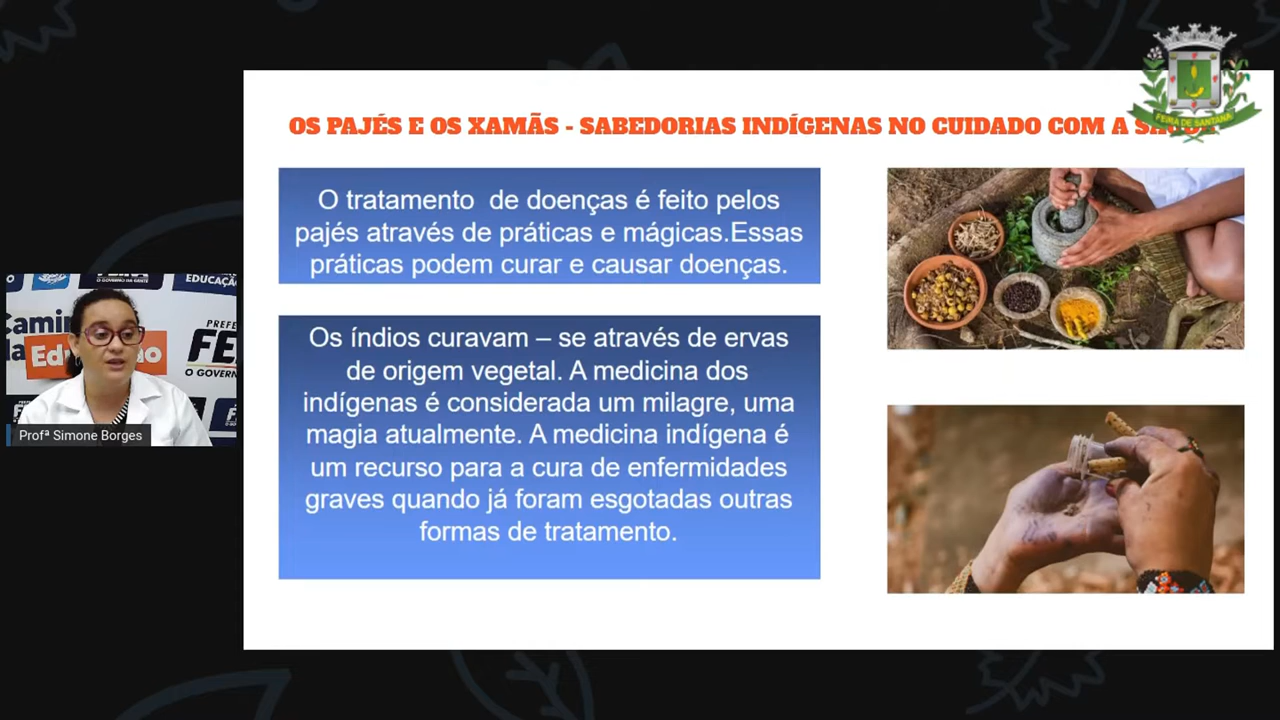 OS PAJÉS E OS XAMÃS - SABEDORIAS INDÍGENAS NO CUIDADO COM A
FEIRA DE SANTANA
O tratamento de doenças é feito pelos
pajés através de práticas e mágicas.Essas
práticas podem curar e causar doenças.
Os índios curavam – se através de ervas
de origem vegetal. A medicina dos
indígenas é considerada um milagre, uma
magia atualmente. A medicina indígena é
um recurso para a cura de enfermidades
graves quando já foram esgotadas outras
formas de tratamento.
EDUCAÇÃO
O GOVERNO DA GENTE
PREFE
FE
O GOVERN
Profª Simone Borges